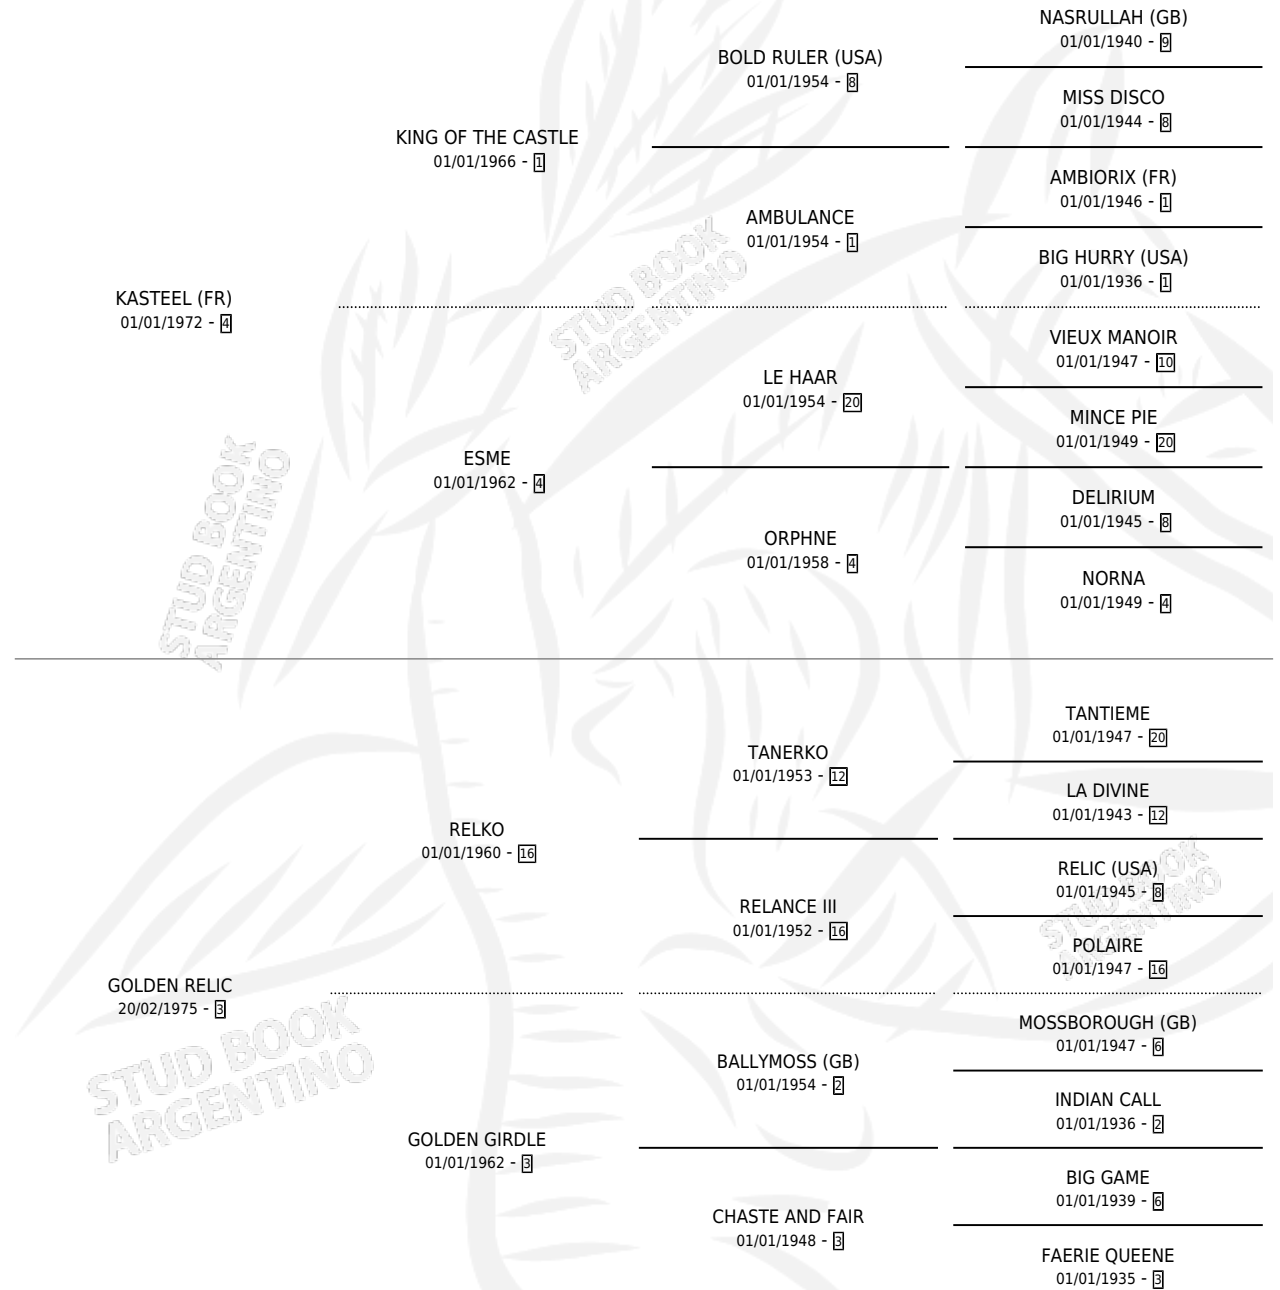 NASRULLAH (GB)
01/01/1940 - 9
BOLD RULER (USA)
01/01/1954 - 8
MISS DISCO
01/01/1944 - 8
KING OF THE CASTLE
01/01/1966 - 1
AMBIORIX (FR)
01/01/1946 - 1
AMBULANCE
01/01/1954 - 1
BIG HURRY (USA)
01/01/1936 - 1
KASTEEL (FR)
01/01/1972 - 4
STUD BOOK
ARGENTINO
VIEUX MANOIR
01/01/1947 - 10
LE HAAR
01/01/1954 - 20
MINCE PIE
01/01/1949 - 20
ESME
01/01/1962 - 4
DELIRIUM
01/01/1945 - 8
ORPHNE
01/01/1958 - 4
NORNA
01/01/1949 - 4
STUD BOOK
ARGENTINO
TANTIEME
01/01/1947 - 20
TANERKO
01/01/1953 - 12
LA DIVINE
01/01/1943 - 12
RELKO
01/01/1960 - 16
RELIC (USA)
01/01/1945 - 8
RELANCE III
01/01/1952 - 16
POLAIRE
01/01/1947 - 16
STUD BOOK
ARGENTINO
GOLDEN RELIC
20/02/1975 - 3
STUD BOOK
ARGENTINO
MOSSBOROUGH (GB)
01/01/1947 - 6
BALLYMOSS (GB)
01/01/1954 - 2
INDIAN CALL
01/01/1936 - 2
GOLDEN GIRDLE
01/01/1962 - 3
BIG GAME
01/01/1939 - 6
CHASTE AND FAIR
01/01/1948 - 3
FAERIE QUEENE
01/01/1935 - 3